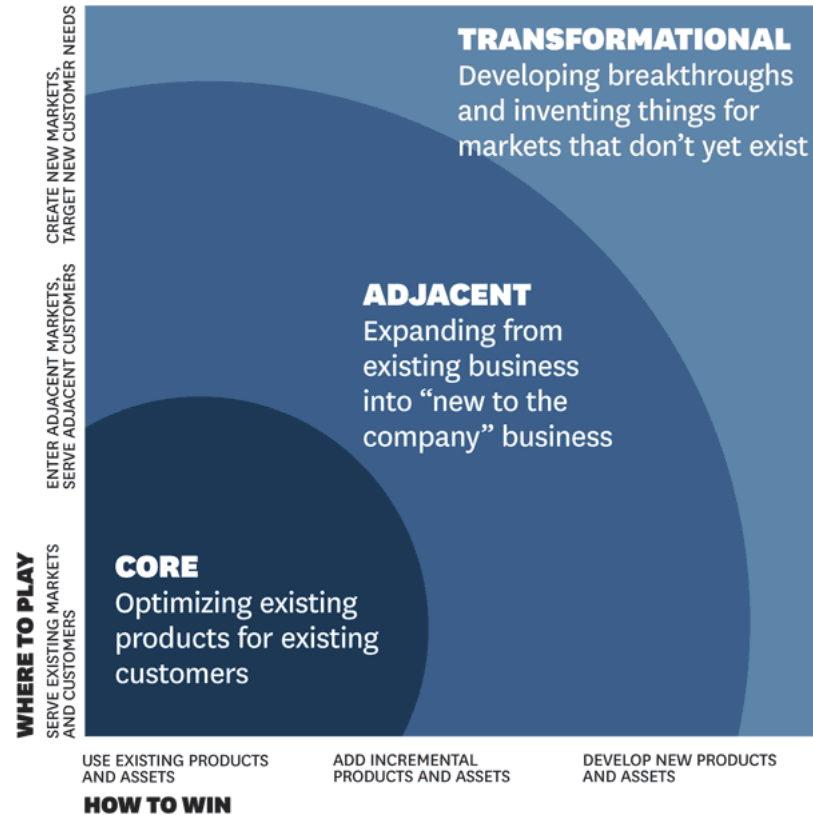 TRANSFORMATIONAL
Developing breakthroughs
and inventing things for
markets that don’t yet exist
ADJACENT
Expanding from
existing business
into “new to the
company” business
CORE
Optimizing existing
products for existing
customers
WHERE TO PLAY
CREATE NEW MARKETS,
TARGET NEW CUSTOMER NEEDS
ENTER ADJACENT MARKETS,
SERVE ADJACENT CUSTOMERS
SERVE EXISTING MARKETS
AND CUSTOMERS
USE EXISTING PRODUCTS
AND ASSETS
ADD INCREMENTAL
PRODUCTS AND ASSETS
DEVELOP NEW PRODUCTS
AND ASSETS
HOW TO WIN